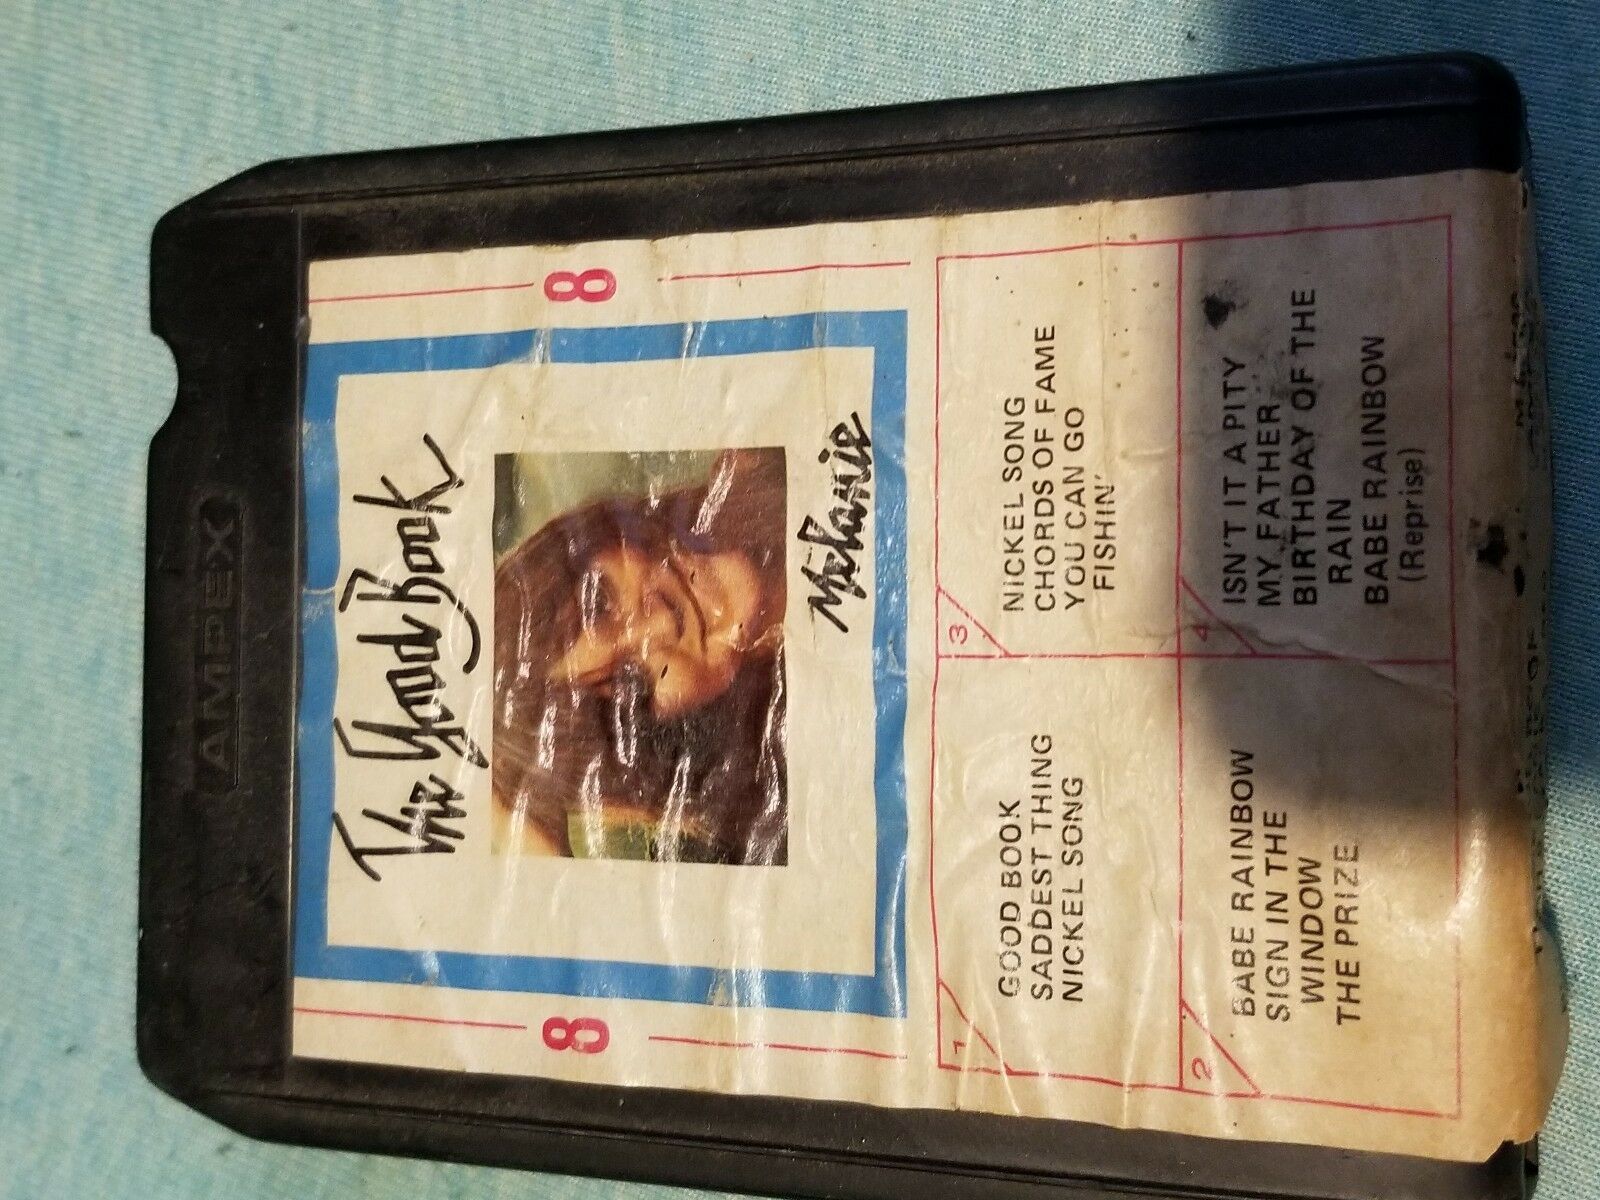 AMPEX
8
8
The Good Book
Melanie
1
GOOD BOOK
SADDEST THING
NICKEL SONG
3
NICKEL SONG
CHORDS OF FAME
YOU CAN GO
FISHIN'
2
BABE RAINBOW
SIGN IN THE
WINDOW
THE PRIZE
4
ISN'T IT A PITY
MY FATHER
BIRTHDAY OF THE
RAIN
BABE RAINBOW
(Reprise)